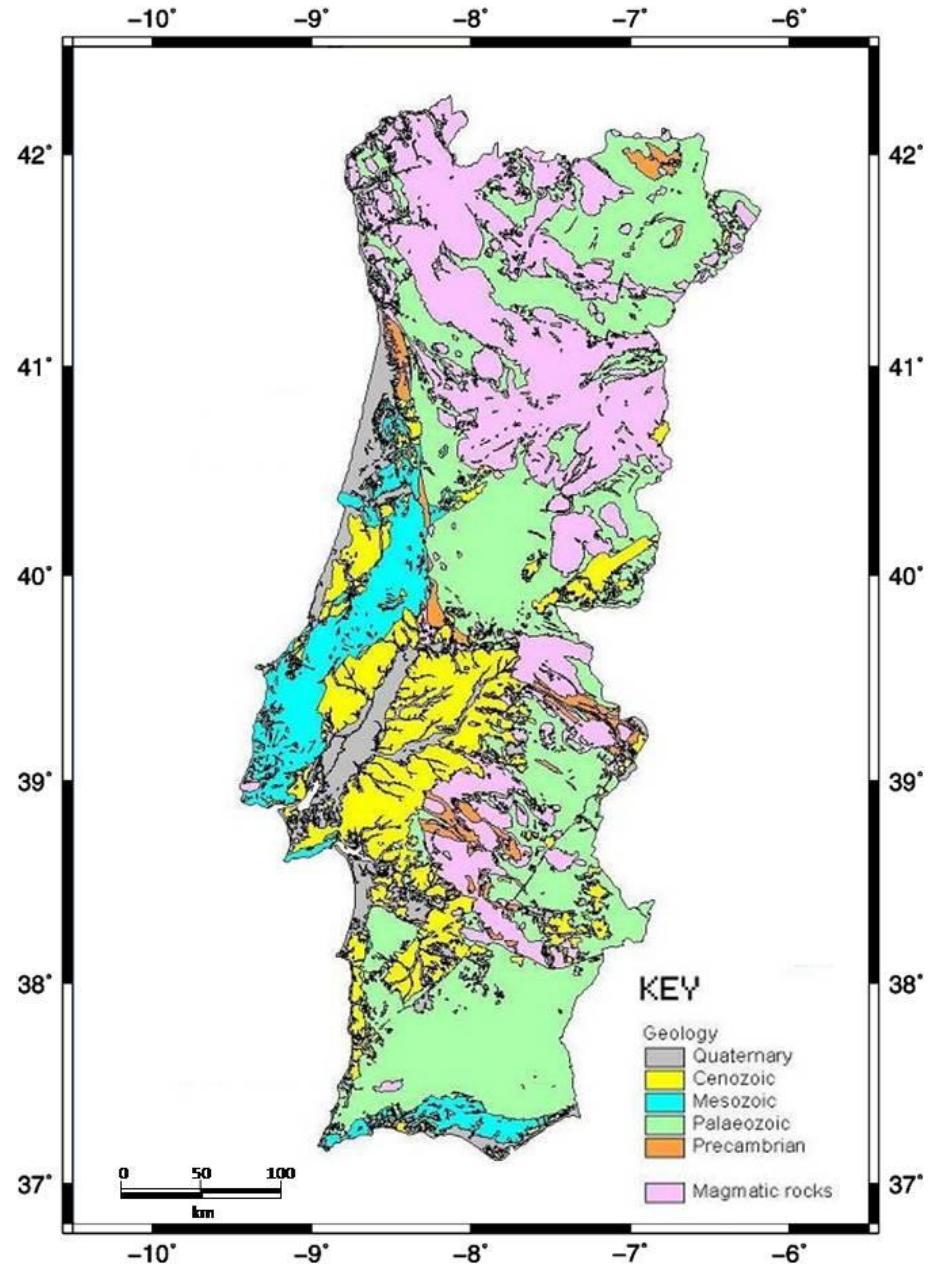 −10° −9° −8° −7° −6°
42° 42°
41° 41°
40° 40°
39° 39°
38° 38°
KEY
Geology
Quaternary
Cenozoic
Mesozoic
Palaeozoic
Precambrian
Magmatic rocks
0 50 100
km
37° 37°
−10° −9° −8° −7° −6°